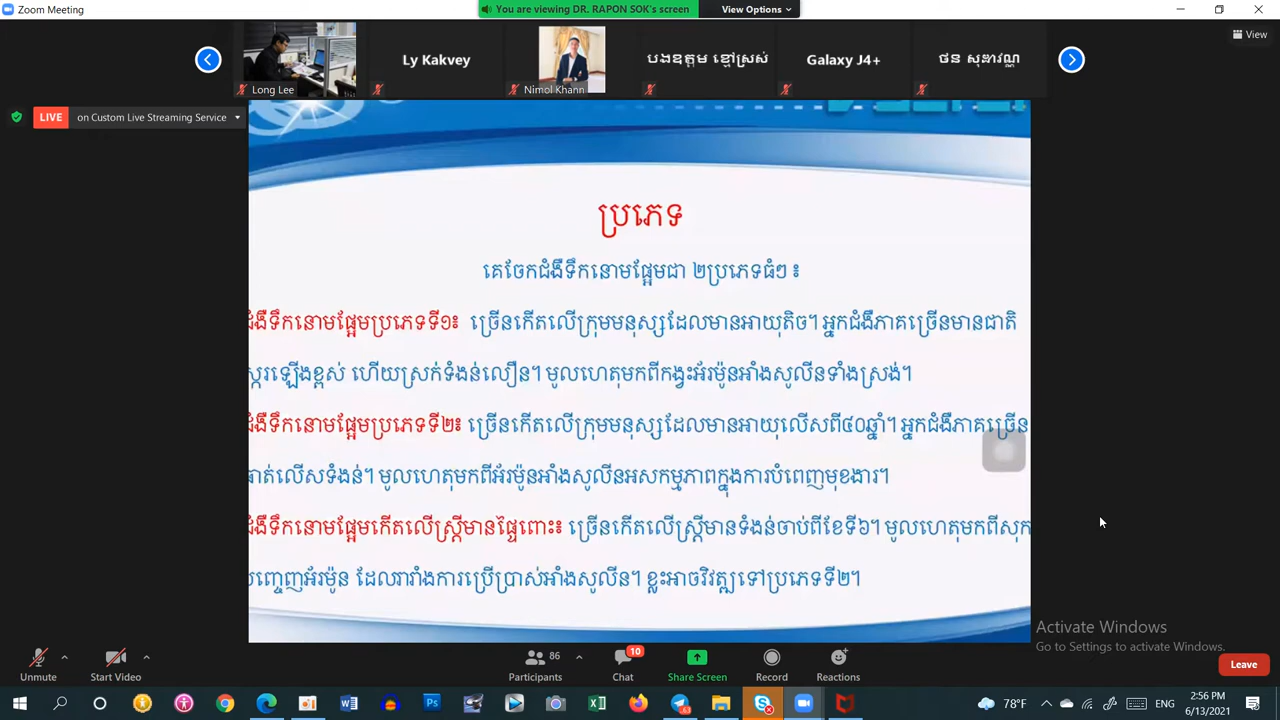 Zoom Meeting
You are viewing DR. RAPON SOK's screen
View Options
View
Long Lee
Ly Kakvey
Nimol Khann
បងឧត្តម ខ្មៅស្រស់
Galaxy J4+
ថន សុនាវណ្ណ
LIVE
on Custom Live Streaming Service
ប្រភេទ
គេចែកជំងឺទឹកនោមផ្អែមជា ២ប្រភេទធំៗ ៖
ជំងឺទឹកនោមផ្អែមប្រភេទទី១៖ ច្រើនកើតលើក្រុមមនុស្សដែលមានអាយុតិច។ អ្នកជំងឺភាគច្រើនមានជាតិ
ស្ករឡើងខ្ពស់ ហើយស្រក់ទំងន់លឿន។ មូលហេតុមកពីកង្វះអ័រម៉ូនអាំងសូលីនទាំងស្រង់។
ជំងឺទឹកនោមផ្អែមប្រភេទទី២៖ ច្រើនកើតលើក្រុមមនុស្សដែលមានអាយុលើសពី៤០ឆ្នាំ។ អ្នកជំងឺភាគច្រើន
ធាត់លើសទំងន់។ មូលហេតុមកពីអ័រម៉ូនអាំងសូលីនអសកម្មភាពក្នុងការបំពេញមុខងារ។
ជំងឺទឹកនោមផ្អែមកើតលើស្ត្រីមានផ្ទៃពោះ៖ ច្រើនកើតលើស្ត្រីមានទំងន់ចាប់ពីខែទី៦។ មូលហេតុមកពីសុក
បញ្ចេញអ័រម៉ូន ដែលរារាំងការប្រើប្រាស់អាំងសូលីន។ ខ្លះអាចវិវត្តឮទៅប្រភេទទី២។
Activate Windows
Go to Settings to activate Windows.
Unmute
Start Video
86
Participants
10
Chat
Share Screen
Record
Reactions
Leave
78°F
ENG
2:56 PM
6/13/2021